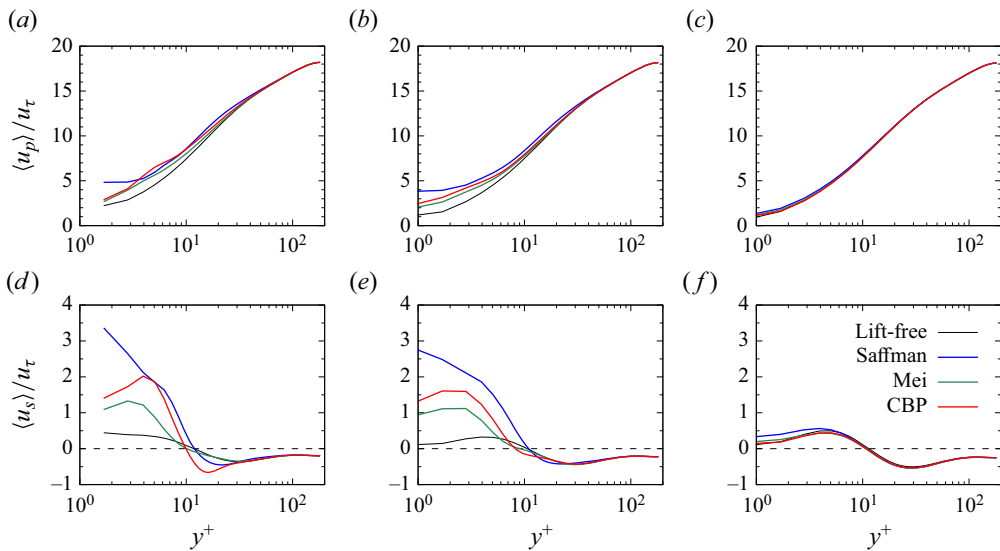 (a) (b) (c)
⟨u_p⟩/u_τ
20 20 20
15 15 15
10 10 10
5 5 5
0 0 0
10^0 10^1 10^2 10^0 10^1 10^2 10^0 10^1 10^2
(d) (e) (f)
⟨u_s⟩/u_τ
4 4 4
3 3 3 Lift-free
Saffman
2 2 2 Mei
1 1 1 CBP
0 0 0
–1 –1 –1
10^0 10^1 10^2 10^0 10^1 10^2 10^0 10^1 10^2
y^+ y^+ y^+